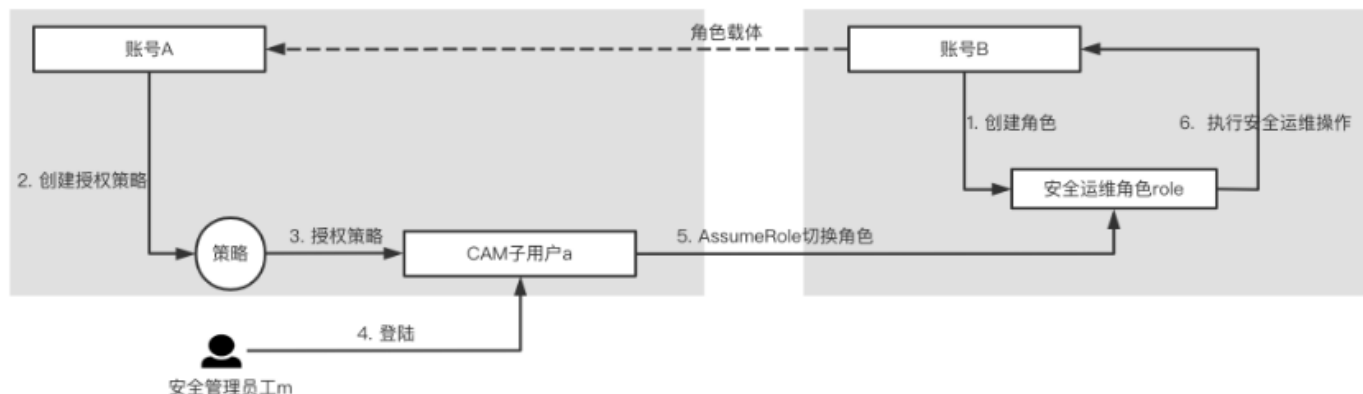 角色载体
账号A
账号B
1. 创建角色
6. 执行安全运维操作
2. 创建授权策略
安全运维角色role
3. 授权策略
5. AssumeRole切换角色
策略
CAM子用户a
4. 登陆
安全管理员工m